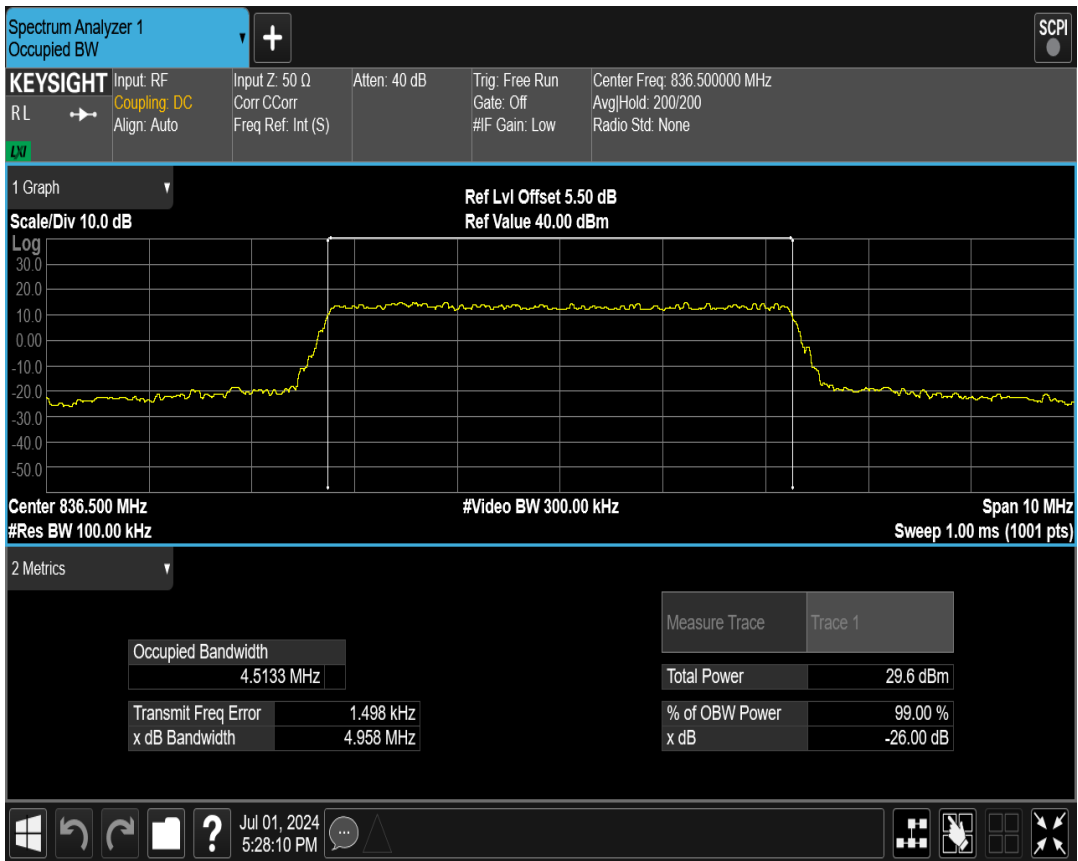 Spectrum Analyzer 1
Occupied BW
+
SCPI
KEYSIGHT
R L
LXI
Input: RF
Coupling: DC
Align: Auto
Input Z: 50 Ω
Corr CCorr
Freq Ref: Int (S)
Atten: 40 dB
Trig: Free Run
Gate: Off
#IF Gain: Low
Center Freq: 836.500000 MHz
Avg|Hold: 200/200
Radio Std: None
1 Graph
Scale/Div 10.0 dB
Ref Lvl Offset 5.50 dB
Ref Value 40.00 dBm
Log
30.0
20.0
10.0
0.00
-10.0
-20.0
-30.0
-40.0
-50.0
Center 836.500 MHz
#Video BW 300.00 kHz
Span 10 MHz
#Res BW 100.00 kHz
Sweep 1.00 ms (1001 pts)
2 Metrics
Measure Trace Trace 1
Occupied Bandwidth
4.5133 MHz
Total Power 29.6 dBm
Transmit Freq Error 1.498 kHz
% of OBW Power 99.00 %
x dB Bandwidth 4.958 MHz
x dB -26.00 dB
?
Jul 01, 2024
5:28:10 PM